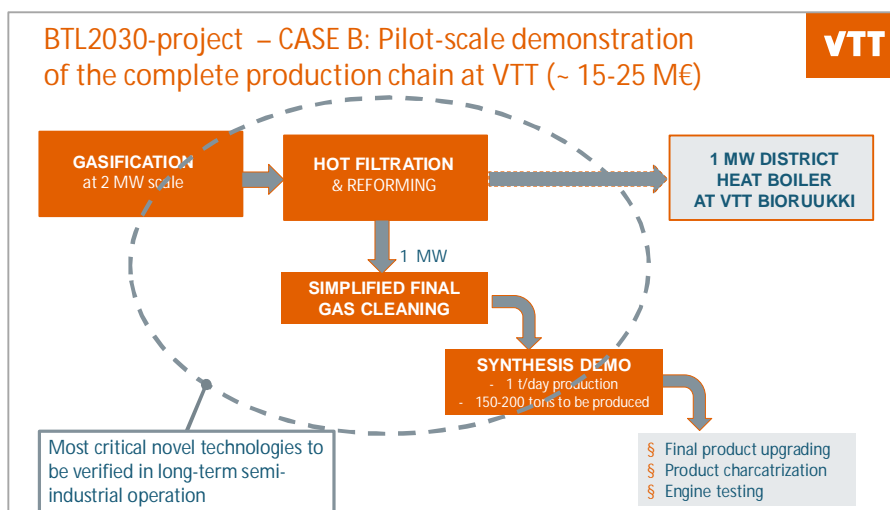 BTL2030-project – CASE B: Pilot-scale demonstration
of the complete production chain at VTT (~ 15-25 M€)
VTT
GASIFICATION
at 2 MW scale
HOT FILTRATION
& REFORMING
1 MW DISTRICT
HEAT BOILER
AT VTT BIORUUKKI
1 MW
SIMPLIFIED FINAL
GAS CLEANING
SYNTHESIS DEMO
- 1 t/day production
- 150-200 tons to be produced
Most critical novel technologies to
be verified in long-term semi-
industrial operation
§ Final product upgrading
§ Product charcatrization
§ Engine testing